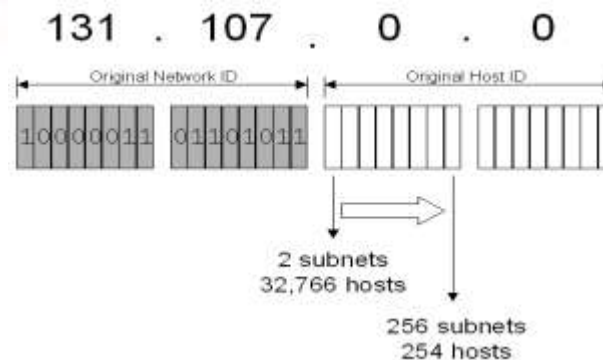 131 . 107 . 0 . 0
Original Network ID
Original Host ID
10000011 01101011
2 subnets
32,766 hosts
256 subnets
254 hosts